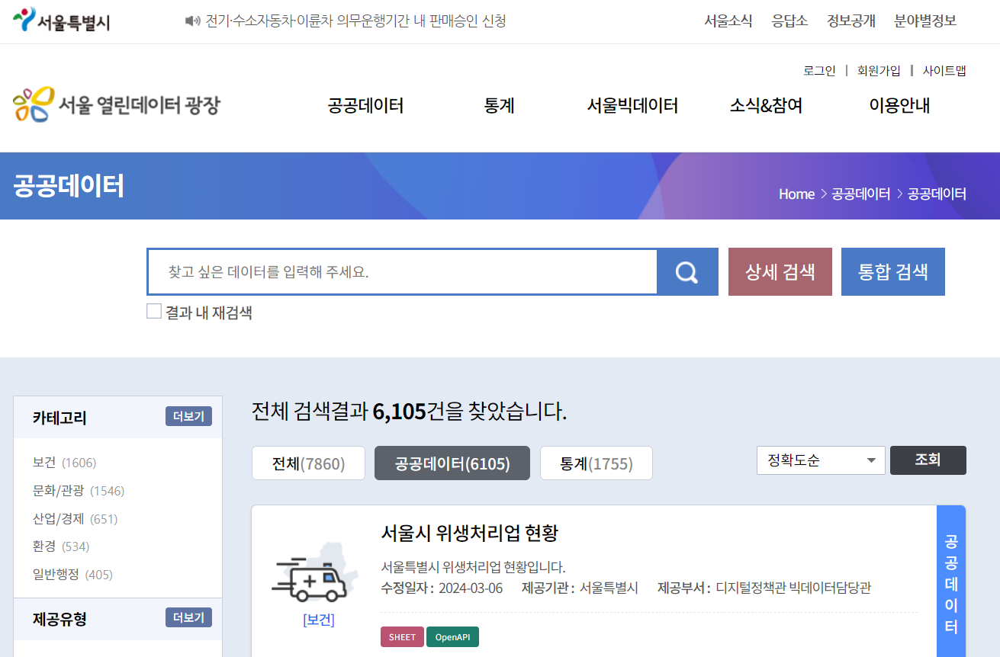 서울특별시
전기·수소자동차·이륜차 의무운행기간 내 판매승인 신청
서울소식 응답소 정보공개 분야별정보
로그인 | 회원가입 | 사이트맵
서울 열린데이터 광장
공공데이터 통계 서울빅데이터 소식&참여 이용안내
공공데이터
Home > 공공데이터 > 공공데이터
찾고 싶은 데이터를 입력해 주세요.
상세 검색
통합 검색
결과 내 재검색
카테고리 더보기
보건 (1606)
문화/관광 (1546)
산업/경제 (651)
환경 (534)
일반행정 (405)
제공유형 더보기
전체 검색결과 6,105건을 찾았습니다.
전체(7860) 공공데이터(6105) 통계(1755)
정확도순 조회
서울시 위생처리업 현황
서울특별시 위생처리업 현황입니다.
수정일자 : 2024-03-06 제공기관 : 서울특별시 제공부서 : 디지털정책관 빅데이터담당관
[보건]
SHEET OpenAPI
공공데이터